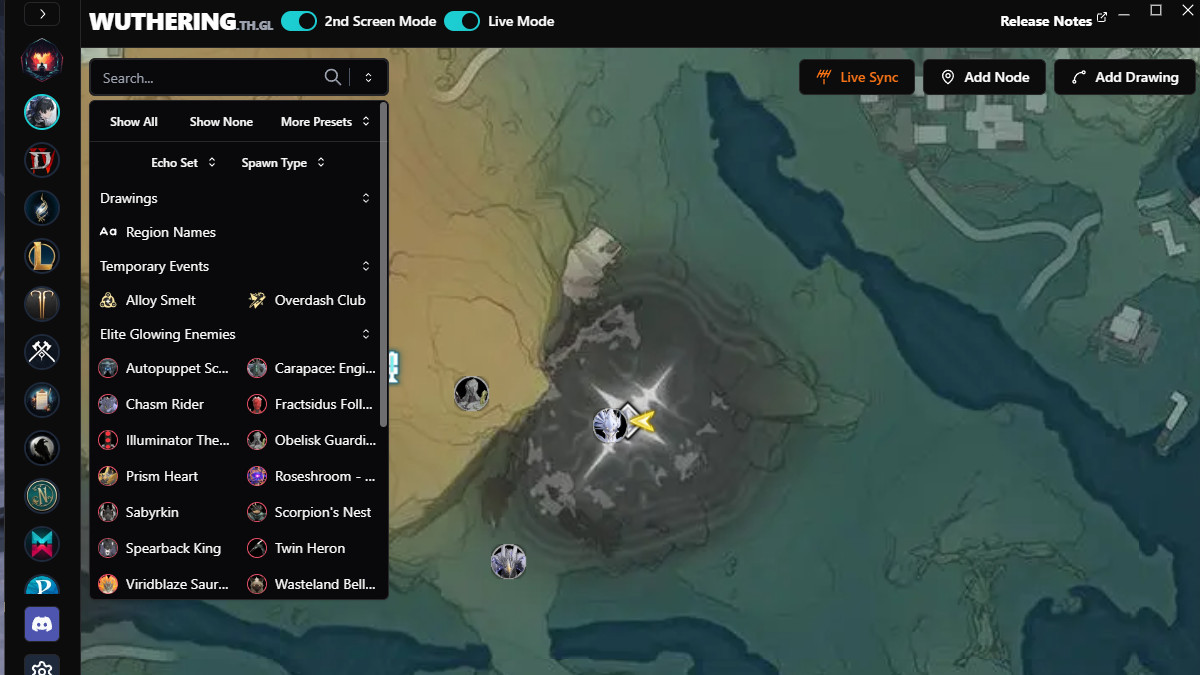 WUTHERING.TH.GL 2nd Screen Mode Live Mode Release Notes
Search...
Live Sync Add Node Add Drawing
Show All Show None More Presets
Echo Set Spawn Type
Drawings
Aa Region Names
Temporary Events
Alloy Smelt Overdash Club
Elite Glowing Enemies
Autopuppet Sc... Carapace: Engi...
Chasm Rider Fractsidus Foll...
Illuminator The... Obelisk Guardi...
Prism Heart Roseshroom - ...
Sabyrkin Scorpion's Nest
Spearback King Twin Heron
Viridblaze Saur... Wasteland Bell...